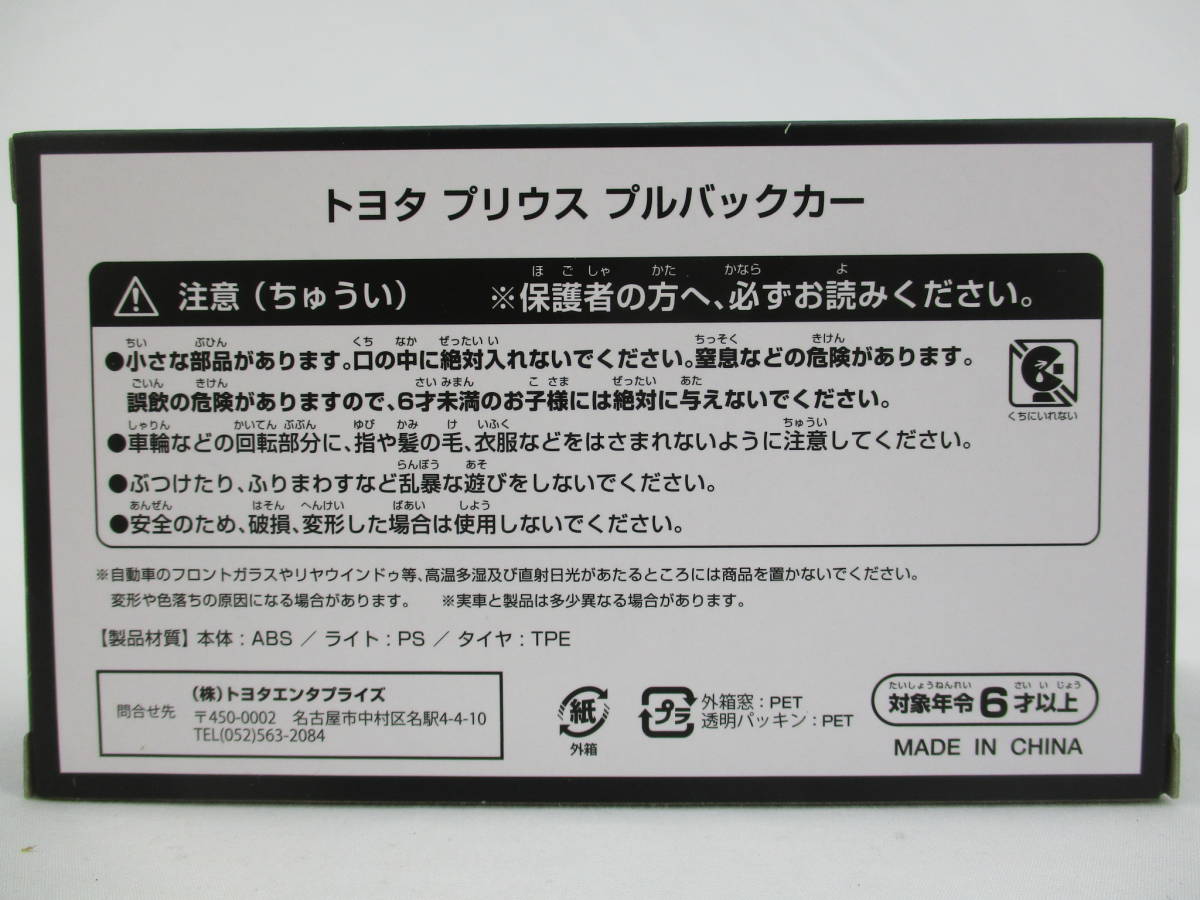 トヨタ プリウス プルバックカー
注意（ちゅうい） ※保護者の方へ、必ずお読みください。
ほ ご しゃ かた かなら よ
ちい ぶひん くち なか ぜったい い ちっそく きけん
●小さな部品があります。口の中に絶対入れないでください。窒息などの危険があります。
ごいん きけん さい みまん こ さま ぜったい あた
誤飲の危険がありますので、6才未満のお子様には絶対に与えないでください。
くちにいれない
しゃりん かいてん ぶぶん ゆび かみ け いふく ちゅうい
●車輪などの回転部分に、指や髪の毛、衣服などをはさまれないように注意してください。
らんぼう あそ
●ぶつけたり、ふりまわすなど乱暴な遊びをしないでください。
あんぜん はそん へんけい ばあい しよう
●安全のため、破損、変形した場合は使用しないでください。
※自動車のフロントガラスやリヤウインドゥ等、高温多湿及び直射日光があたるところには商品を置かないでください。
変形や色落ちの原因になる場合があります。 ※実車と製品は多少異なる場合があります。
【製品材質】本体：ABS ／ ライト：PS ／ タイヤ：TPE
問合せ先
（株）トヨタエンタプライズ
〒450-0002 名古屋市中村区名駅4-4-10
TEL(052)563-2084
紙
外箱
プラ
外箱窓：PET
透明パッキン：PET
たいしょうねんれい さい い じょう
対象年令6才以上
MADE IN CHINA